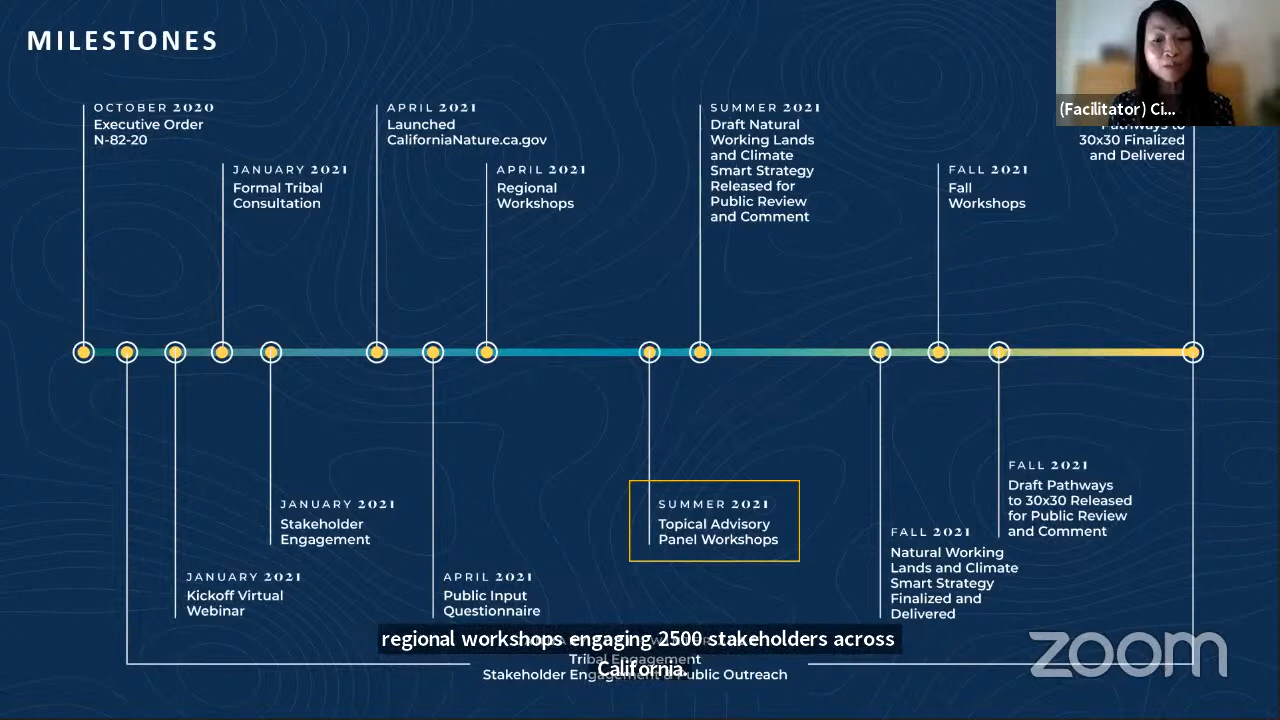 MILESTONES
(Facilitator) Ci...
OCTOBER 2020
Executive Order
N-82-20
JANUARY 2021
Formal Tribal
Consultation
APRIL 2021
Launched
CaliforniaNature.ca.gov
APRIL 2021
Regional
Workshops
SUMMER 2021
Draft Natural
Working Lands
and Climate
Smart Strategy
Released for
Public Review
and Comment
FALL 2021
Fall
Workshops
Pathways to
30x30 Finalized
and Delivered
JANUARY 2021
Kickoff Virtual
Webinar
JANUARY 2021
Stakeholder
Engagement
APRIL 2021
Public Input
Questionnaire
SUMMER 2021
Topical Advisory
Panel Workshops
FALL 2021
Natural Working
Lands and Climate
Smart Strategy
Finalized and
Delivered
FALL 2021
Draft Pathways
to 30x30 Released
for Public Review
and Comment
regional workshops engaging 2500 stakeholders across
California.
Tribal Engagement
Stakeholder Engagement & Public Outreach
zoom